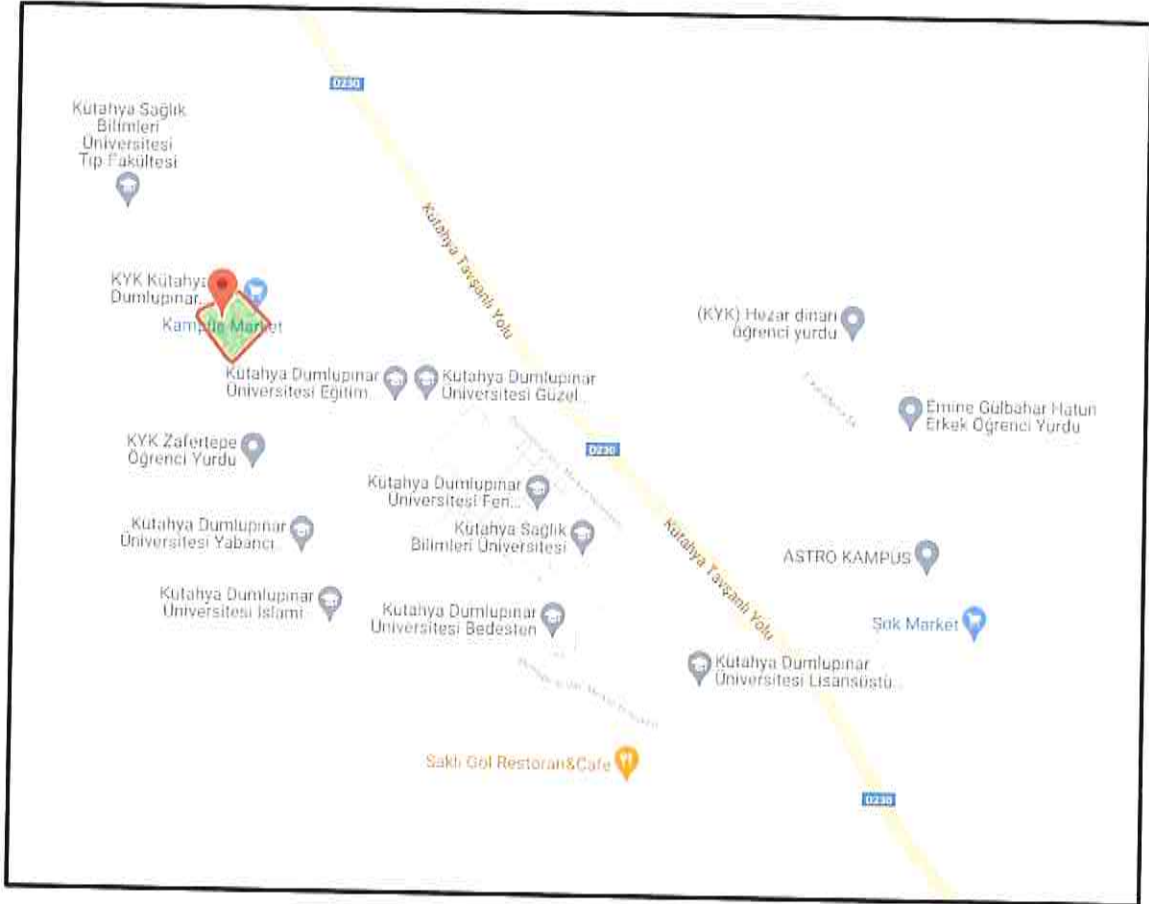 D230
Kütahya Sağlık
Bilimleri
Üniversitesi
Tıp Fakültesi
Kütahya Tavşanlı Yolu
KYK Kütahya
Dumlupınar...
Kampüs Market
(KYK) Hezar dinari
öğrenci yurdu
Kütahya Dumlupınar
Üniversitesi Eğitim...
Kütahya Dumlupınar
Üniversitesi Güzel...
Emine Gülbahar Hatun
Erkek Öğrenci Yurdu
KYK Zafertepe
Öğrenci Yurdu
D230
Kütahya Dumlupınar
Üniversitesi Fen...
Kütahya Dumlupınar
Üniversitesi Yabancı...
Kütahya Sağlık
Bilimleri Üniversitesi
Kütahya Tavşanlı Yolu
ASTRO KAMPÜS
Kütahya Dumlupınar
Üniversitesi İslami...
Kütahya Dumlupınar
Üniversitesi Bedesten
Şok Market
Kütahya Dumlupınar
Üniversitesi Lisansüstü...
Saklı Göl Restoran&Cafe
D230